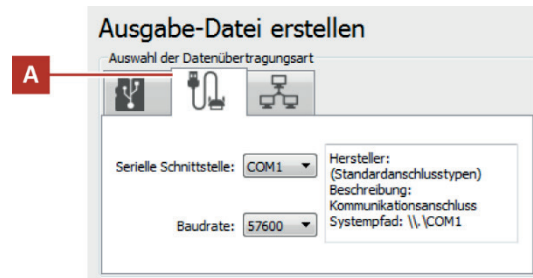 Ausgabe-Datei erstellen
Auswahl der Datenübertragungsart
A
Serielle Schnittstelle: COM1
Baudrate: 57600
Hersteller:
(Standardanschlusstypen)
Beschreibung:
Kommunikationsanschluss
Systempfad: \\.\COM1